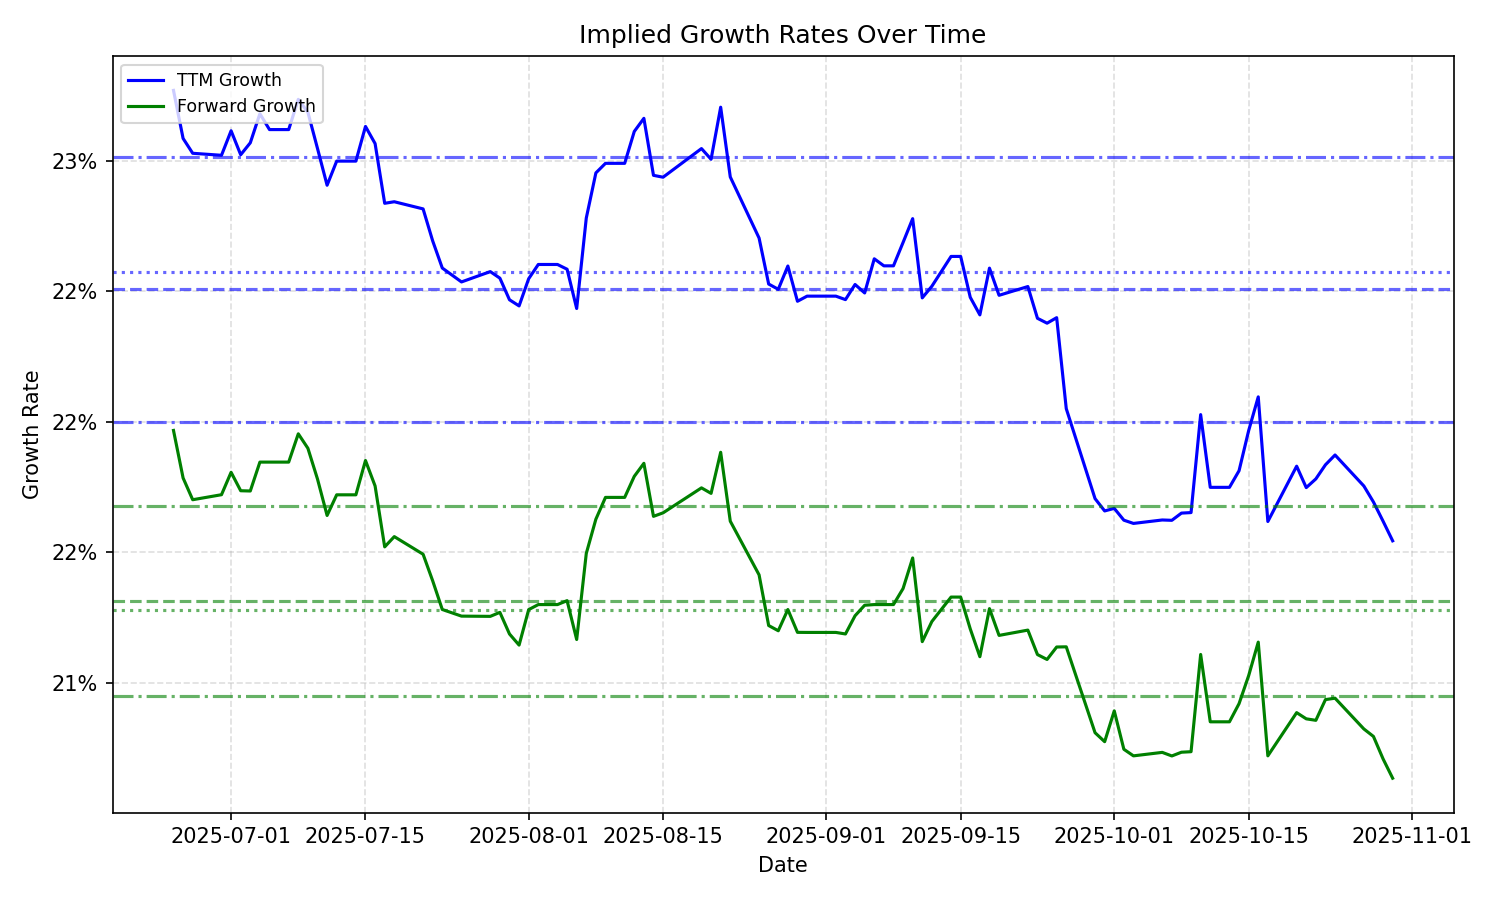 Implied Growth Rates Over Time
TTM Growth
Forward Growth
23%
22%
22%
22%
21%
Growth Rate
2025-07-01 2025-07-15 2025-08-01 2025-08-15 2025-09-01 2025-09-15 2025-10-01 2025-10-15 2025-11-01
Date